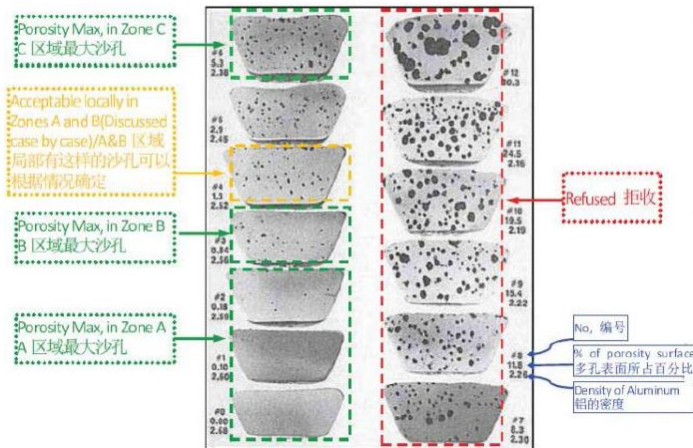 Porosity Max, in Zone C
C 区域最大沙孔
Acceptable locally in
Zones A and B(Discussed
case by case)/A&B 区域
局部有这样的沙孔可以
根据情况确定
Porosity Max, in Zone B
B 区域最大沙孔
Porosity Max, in Zone A
A 区域最大沙孔
#6
5.3
2.38
#5
2.9
2.45
#4
1.3
2.52
#3
0.84
2.56
#2
0.18
2.59
#1
0.10
2.60
#0
0.00
2.68
#12
30.3
#11
24.5
2.16
#10
19.5
2.19
#9
15.4
2.22
#8
11.8
2.26
#7
8.3
2.30
Refused 拒收
No, 编号
% of porosity surface
多孔表面所占百分比
Density of Aluminum
铝的密度